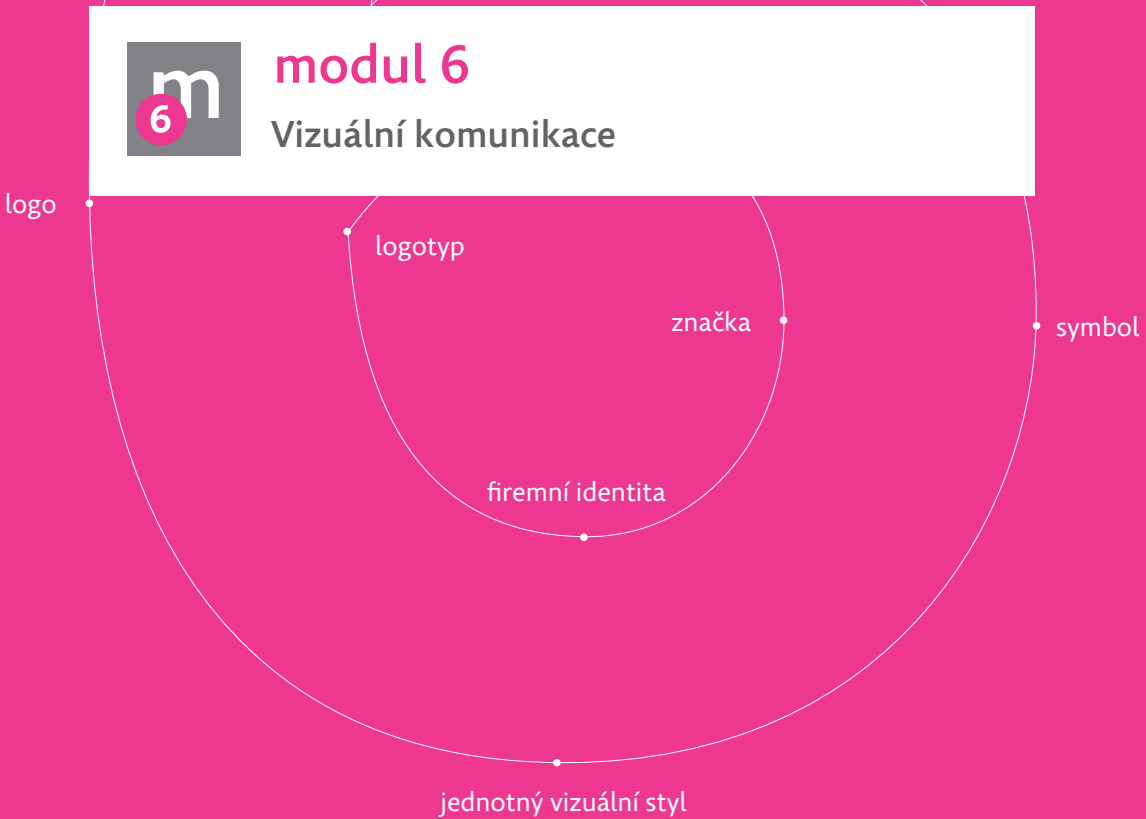 m
6
modul 6
Vizuální komunikace
logo
logotyp
značka
symbol
firemní identita
jednotný vizuální styl